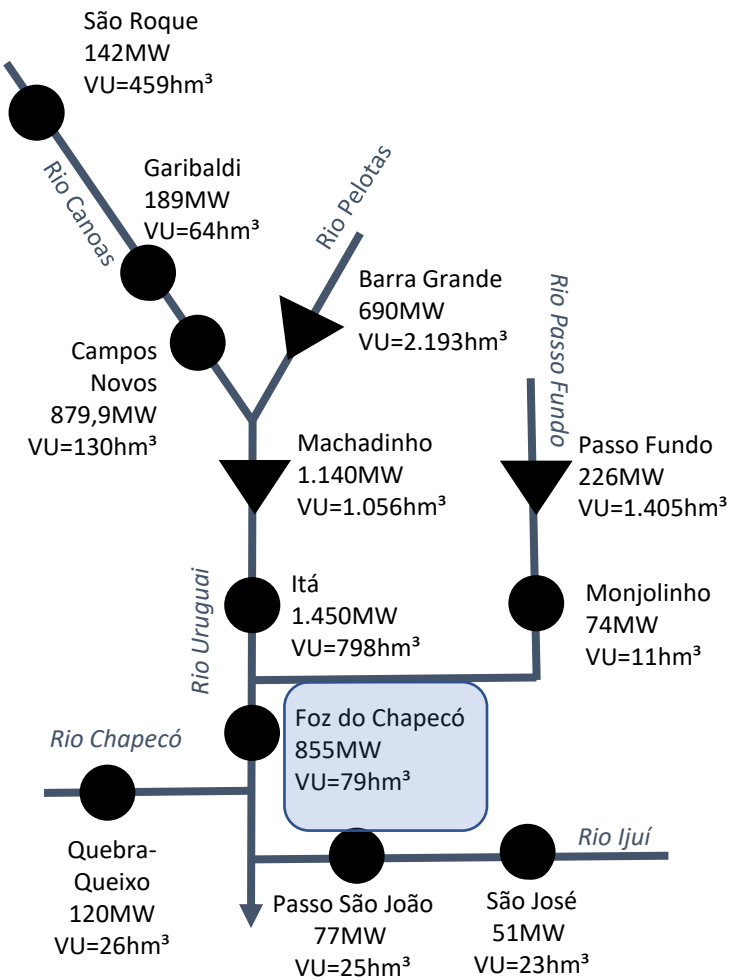 São Roque
142MW
VU=459hm³
Rio Canoas
Garibaldi
189MW
VU=64hm³
Rio Pelotas
Barra Grande
690MW
VU=2.193hm³
Rio Passo Fundo
Campos
Novos
879,9MW
VU=130hm³
Machadinho
1.140MW
VU=1.056hm³
Passo Fundo
226MW
VU=1.405hm³
Rio Uruguai
Itá
1.450MW
VU=798hm³
Monjolinho
74MW
VU=11hm³
Foz do Chapecó
855MW
VU=79hm³
Rio Chapecó
Quebra-
Queixo
120MW
VU=26hm³
Rio Ijuí
Passo São João
77MW
VU=25hm³
São José
51MW
VU=23hm³